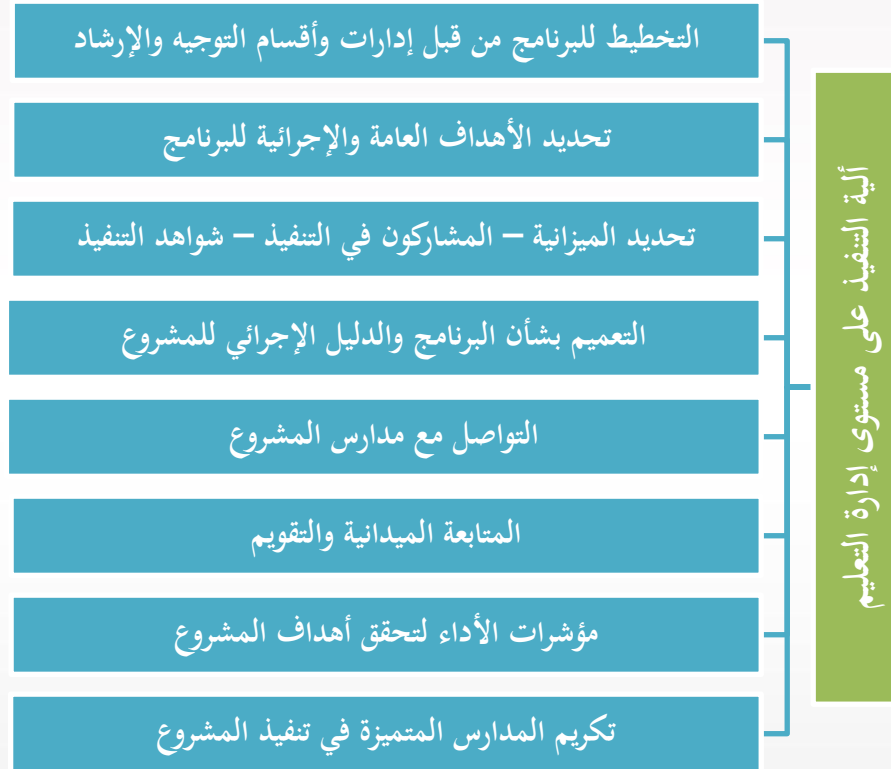 ألية التنفيذ على مستوى إدارة التعليم
التخطيط للبرنامج من قبل إدارات وأقسام التوجيه والإرشاد
تحديد الأهداف العامة والإجرائية للبرنامج
تحديد الميزانية – المشاركون في التنفيذ – شواهد التنفيذ
التعميم بشأن البرنامج والدليل الإجرائي للمشروع
التواصل مع مدارس المشروع
المتابعة الميدانية والتقويم
مؤشرات الأداء لتحقق أهداف المشروع
تكريم المدارس المتميزة في تنفيذ المشروع